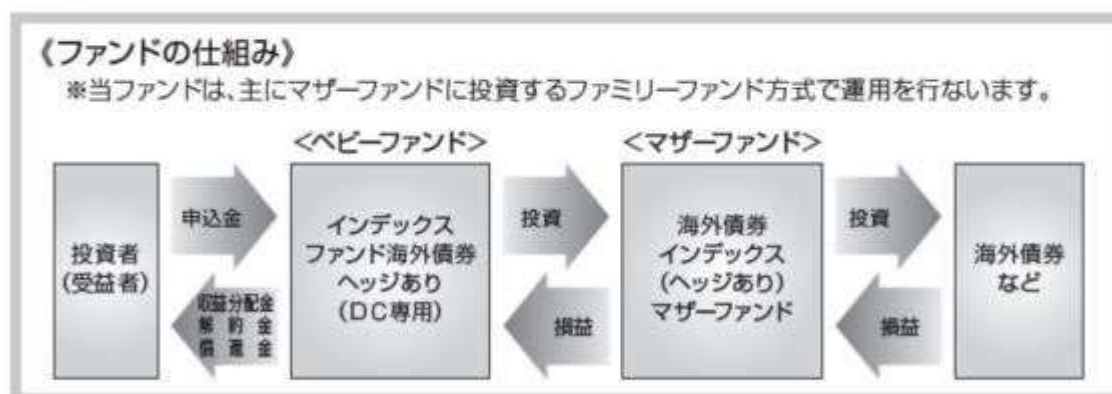 《ファンドの仕組み》
※当ファンドは、主にマザーファンドに投資するファミリーファンド方式で運用を行ないます。
<ベビーファンド>
<マザーファンド>
投資者
(受益者)
申込金
収益分配金
解約金
償還金
インデックス
ファンド海外債券
ヘッジあり
(DC専用)
投資
損益
海外債券
インデックス
(ヘッジあり)
マザーファンド
投資
損益
海外債券
など